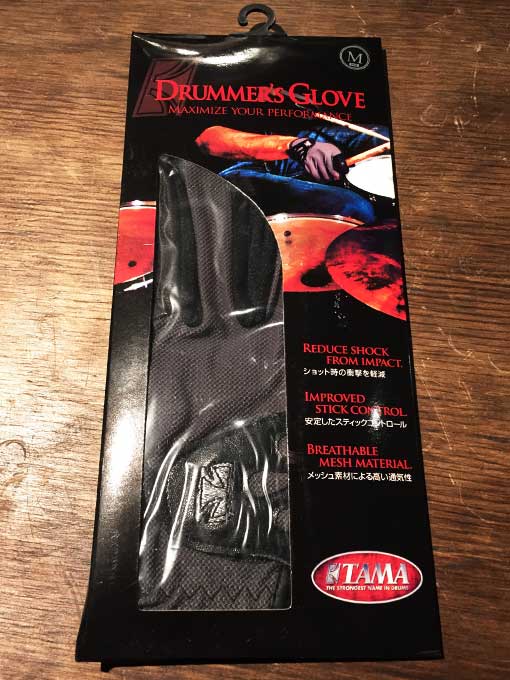 M
SIZE
DRUMMER'S GLOVE
MAXIMIZE YOUR PERFORMANCE
REDUCE SHOCK
FROM IMPACT.
ショット時の衝撃を軽減
IMPROVED
STICK CONTROL.
安定したスティックコントロール
BREATHABLE
MESH MATERIAL.
メッシュ素材による高い通気性
TAMA
THE STRONGEST NAME IN DRUMS